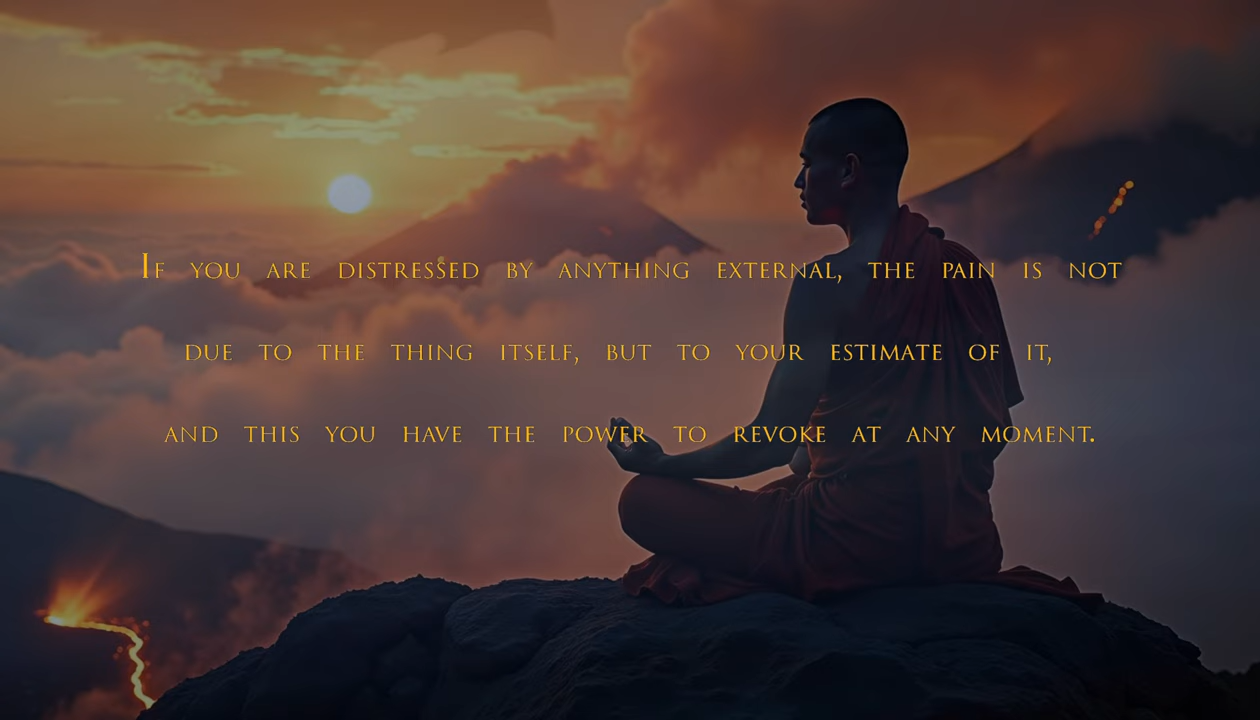 If you are distressed by anything external, the pain is not
due to the thing itself, but to your estimate of it,
and this you have the power to revoke at any moment.